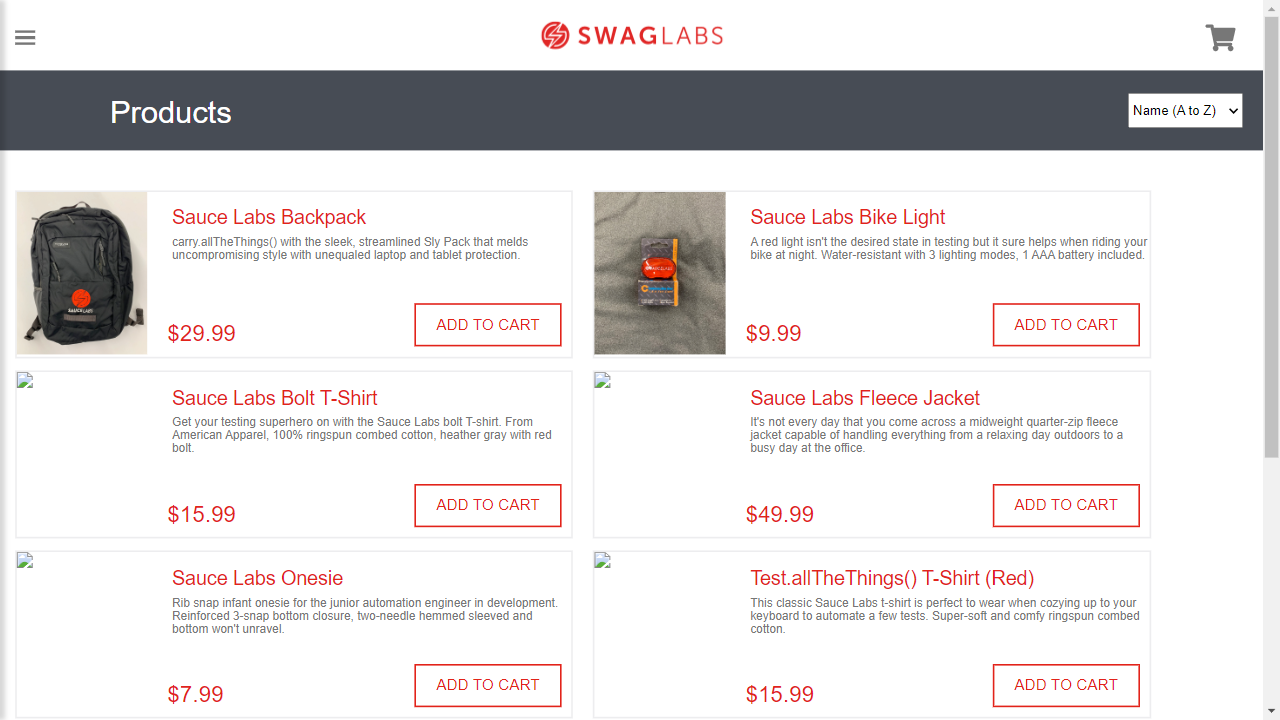 SWAGLABS
Products
Name (A to Z)
Sauce Labs Backpack
carry.allTheThings() with the sleek, streamlined Sly Pack that melds
uncompromising style with unequaled laptop and tablet protection.
$29.99
ADD TO CART
Sauce Labs Bike Light
A red light isn't the desired state in testing but it sure helps when riding your
bike at night. Water-resistant with 3 lighting modes, 1 AAA battery included.
$9.99
ADD TO CART
Sauce Labs Bolt T-Shirt
Get your testing superhero on with the Sauce Labs bolt T-shirt. From
American Apparel, 100% ringspun combed cotton, heather gray with red
bolt.
$15.99
ADD TO CART
Sauce Labs Fleece Jacket
It's not every day that you come across a midweight quarter-zip fleece
jacket capable of handling everything from a relaxing day outdoors to a
busy day at the office.
$49.99
ADD TO CART
Sauce Labs Onesie
Rib snap infant onesie for the junior automation engineer in development.
Reinforced 3-snap bottom closure, two-needle hemmed sleeved and
bottom won't unravel.
$7.99
ADD TO CART
Test.allTheThings() T-Shirt (Red)
This classic Sauce Labs t-shirt is perfect to wear when cozying up to your
keyboard to automate a few tests. Super-soft and comfy ringspun combed
cotton.
$15.99
ADD TO CART